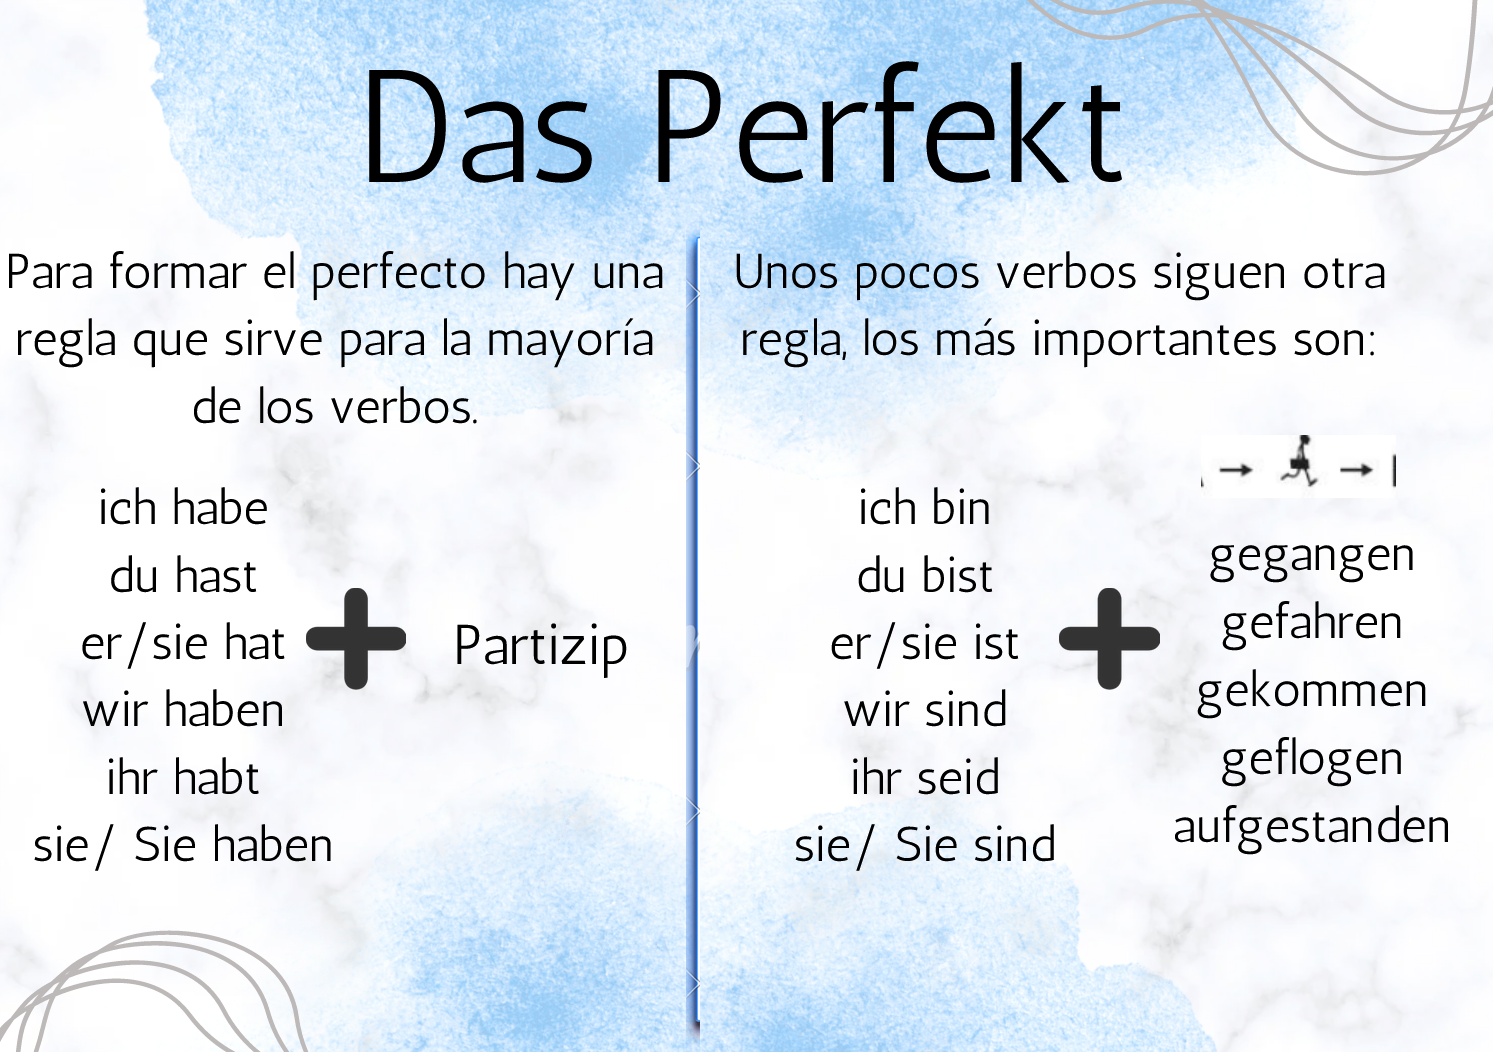 Das Perfekt
Para formar el perfecto hay una
regla que sirve para la mayoría
de los verbos.
ich habe
du hast
er/sie hat
wir haben
ihr habt
sie/ Sie haben
Partizip
Unos pocos verbos siguen otra
regla, los más importantes son:
ich bin
du bist
er/sie ist
wir sind
ihr seid
sie/ Sie sind
gegangen
gefahren
gekommen
geflogen
aufgestanden